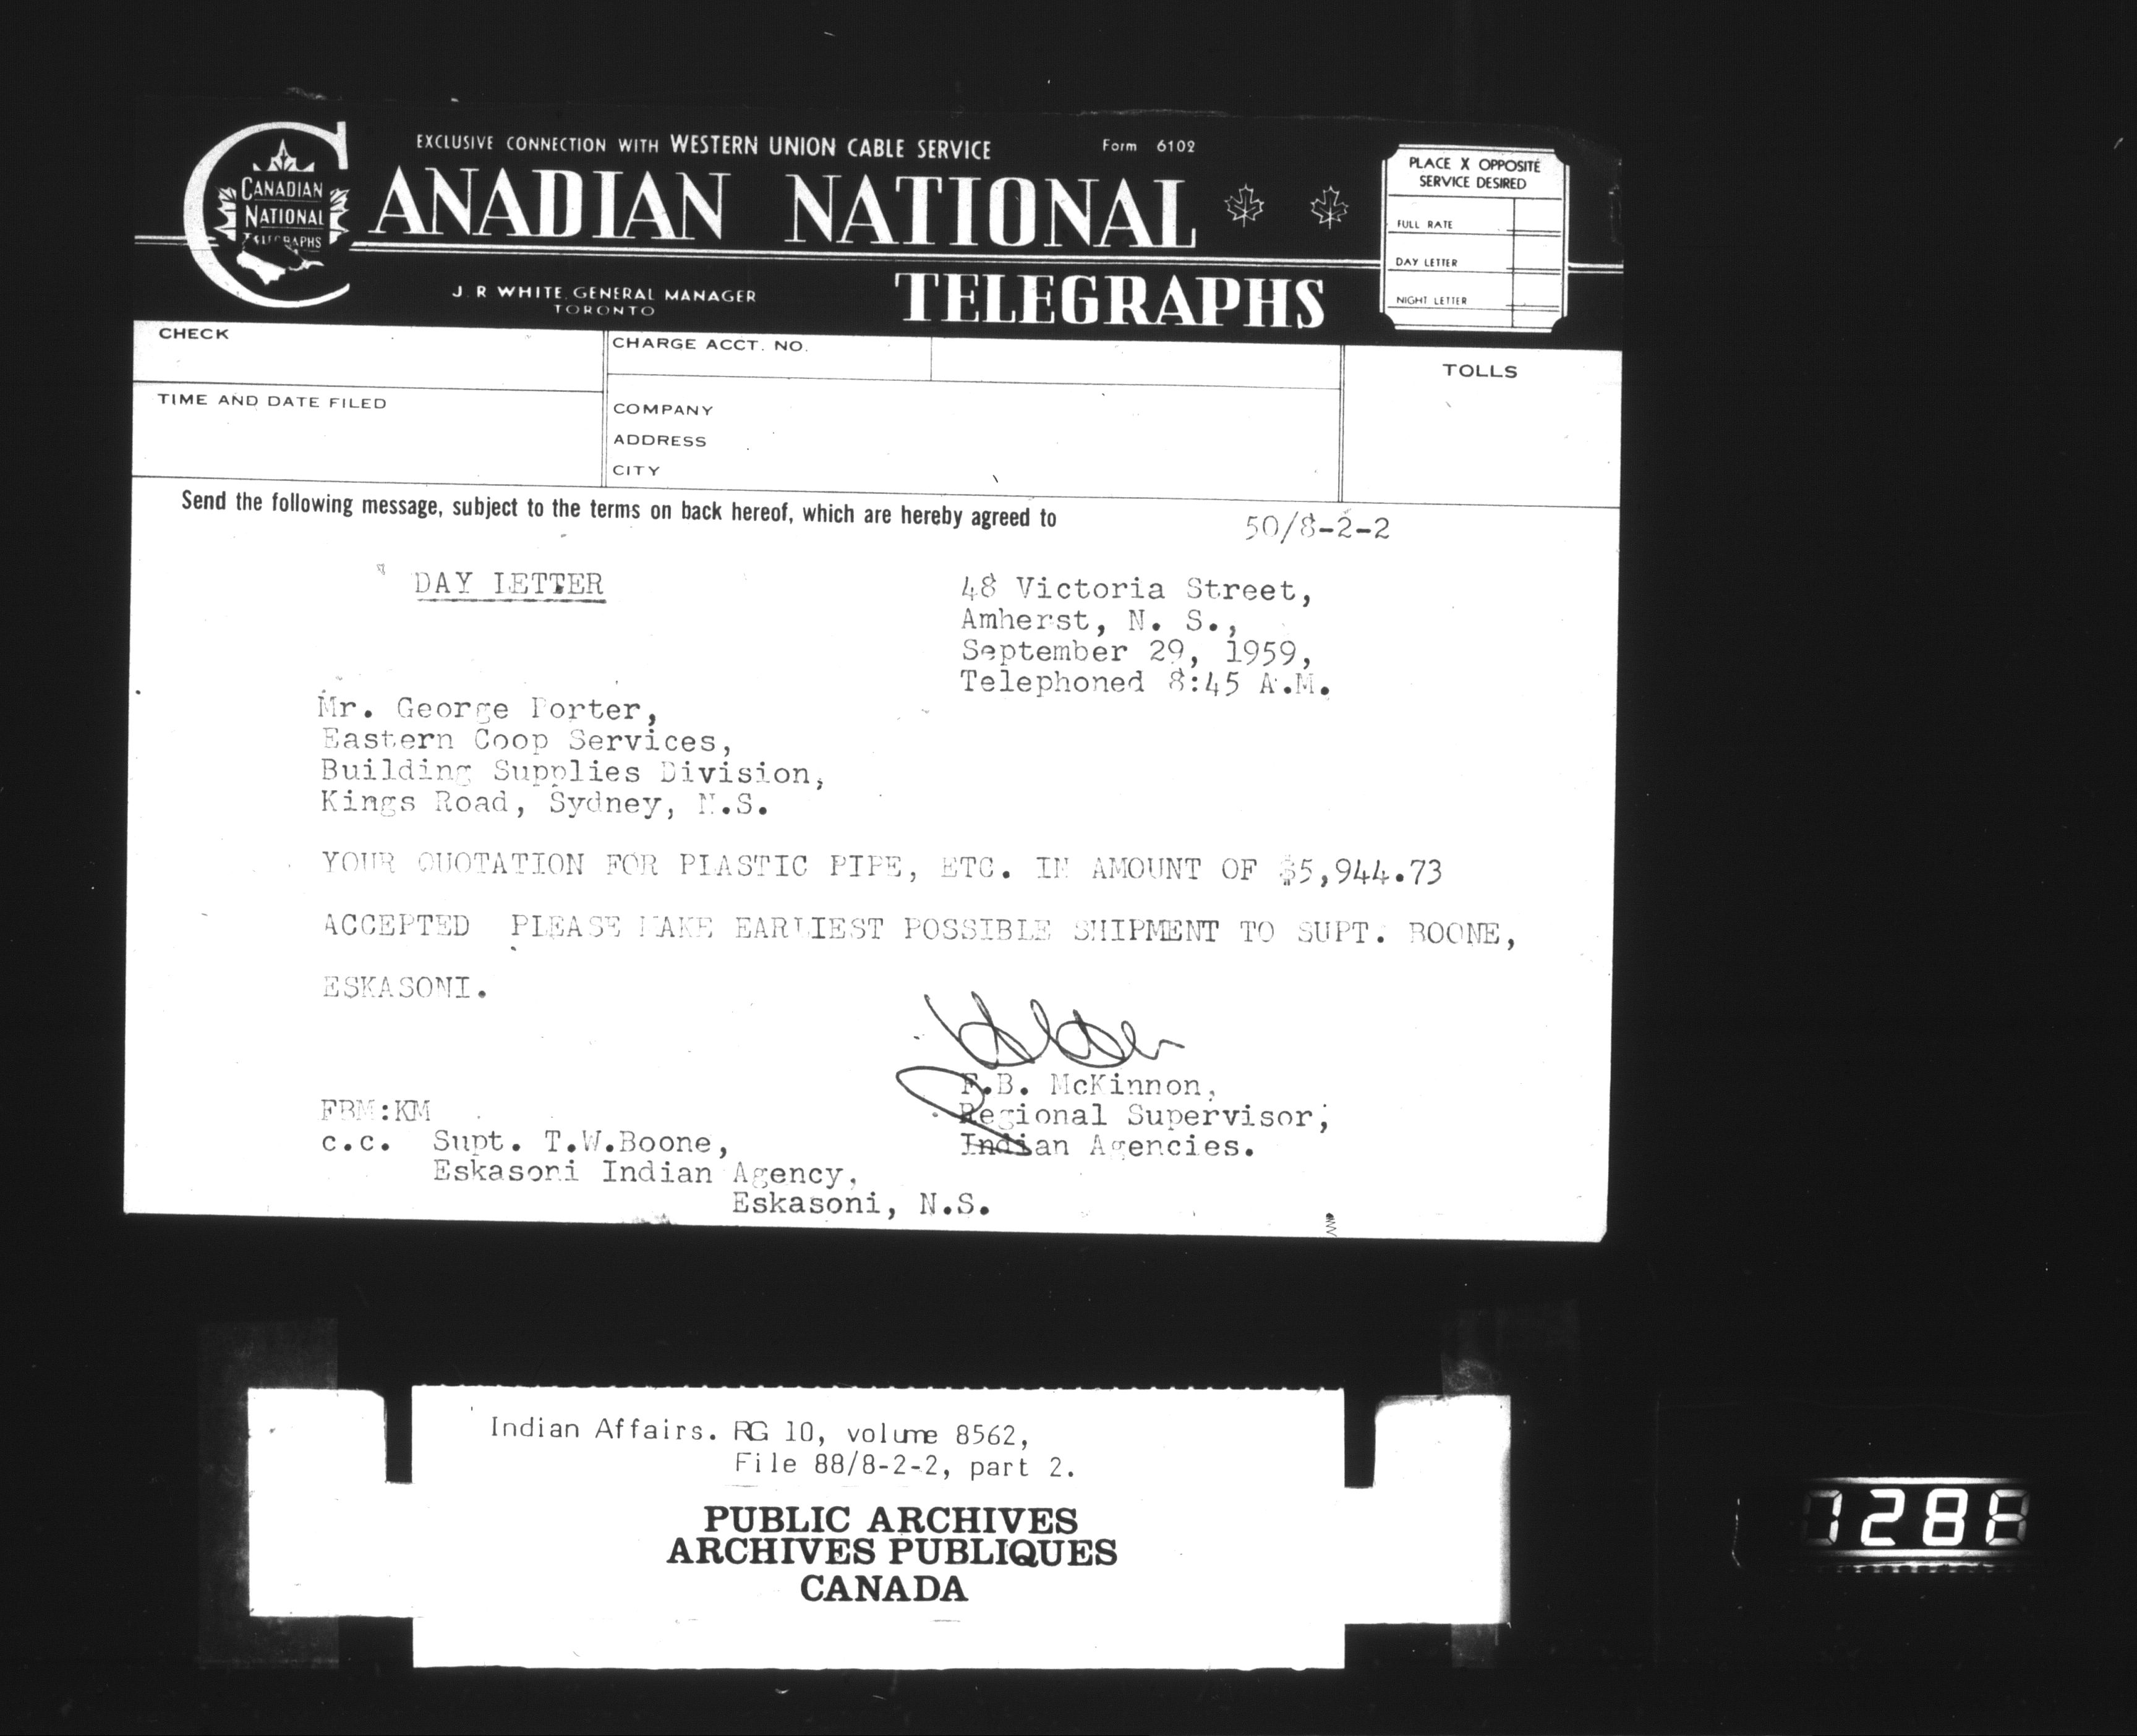 EXCLUSIVE CONNECTION WITH WESTERN UNION CABLE SERVICE
Form 6102
CANADIAN NATIONAL
TELEGRAPHS
CANADIAN
NATIONAL
TELEGRAPHS
J. R. WHITE, GENERAL MANAGER
TORONTO
PLACE X OPPOSITE
SERVICE DESIRED
FULL RATE
DAY LETTER
NIGHT LETTER
CHECK
CHARGE ACCT. NO.
TOLLS
TIME AND DATE FILED
COMPANY
ADDRESS
CITY
Send the following message, subject to the terms on back hereof, which are hereby agreed to
50/8-2-2
DAY LETTER
48 Victoria Street,
Amherst, N. S.,
September 29, 1959,
Telephoned 8:45 A.M.
Mr. George Porter,
Eastern Coop Services,
Building Supplies Division,
Kings Road, Sydney, N.S.
YOUR QUOTATION FOR PLASTIC PIPE, ETC. IN AMOUNT OF $5,944.73
ACCEPTED PLEASE MAKE EARLIEST POSSIBLE SHIPMENT TO SUPT. BOONE,
ESKASONI.
F.B. McKinnon,
Regional Supervisor,
Indian Agencies.
FBM:KM
c.c. Supt. T.W.Boone,
Eskasoni Indian Agency,
Eskasoni, N.S.
Indian Affairs. RG 10, volume 8562,
File 88/8-2-2, part 2.
PUBLIC ARCHIVES
ARCHIVES PUBLIQUES
CANADA